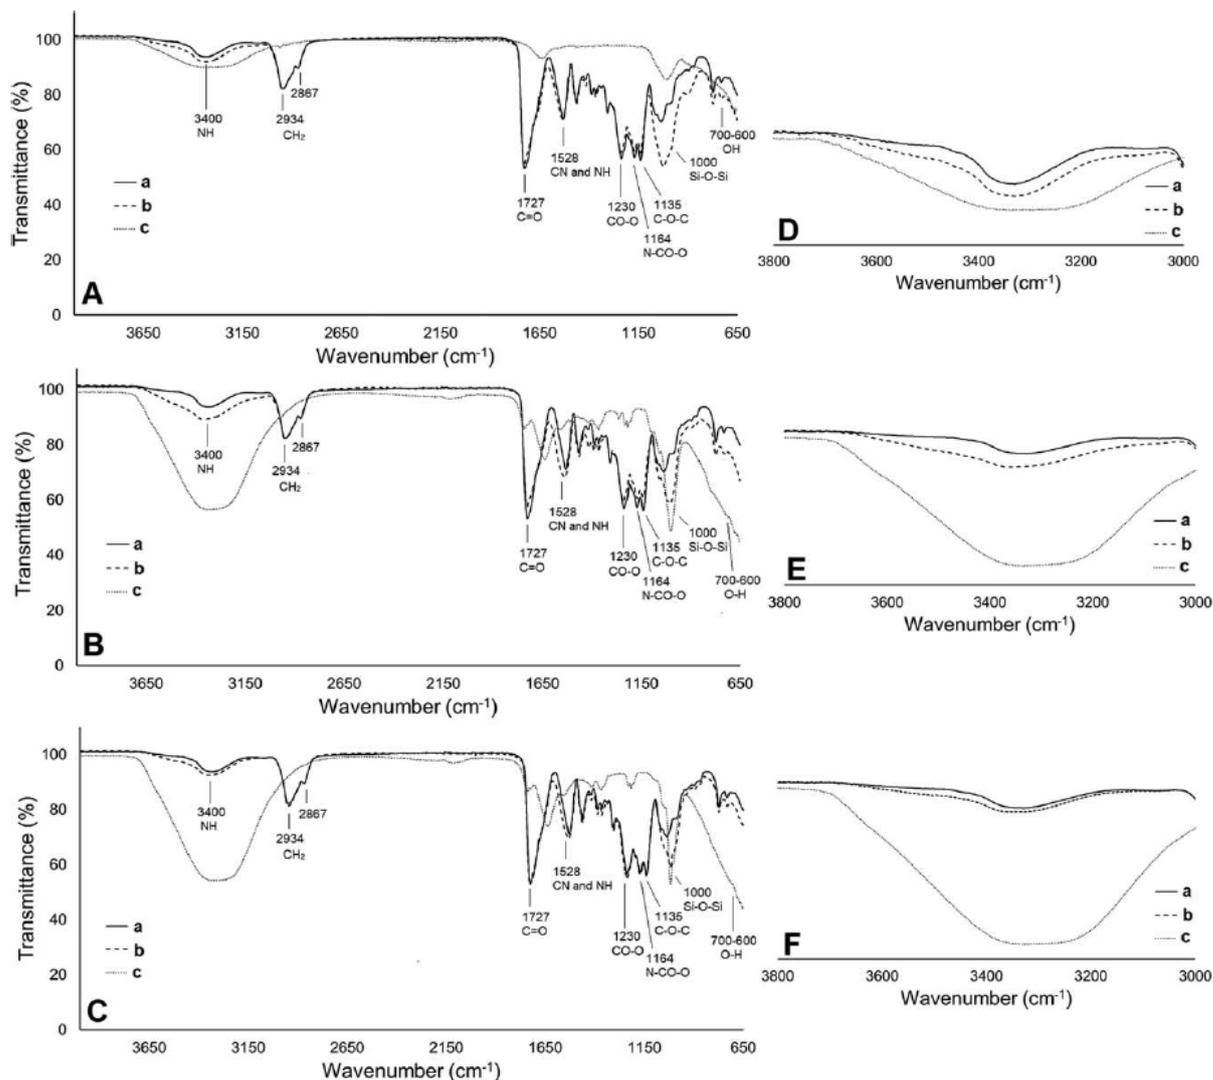 100
80
60
40
20
0
Transmittance (%)
3400
NH
2934
CH₂
2867
1727
C=O
1528
CN and NH
1230
CO-O
1164
N-CO-O
1135
C-O-C
1000
Si-O-Si
700-600
OH
a
b
c
A
3650
3150
2650
2150
1650
1150
650
Wavenumber (cm⁻¹)
D
a
b
c
3800
3600
3400
3200
3000
Wavenumber (cm⁻¹)
100
80
60
40
20
0
Transmittance (%)
3400
NH
2934
CH₂
2867
1727
C=O
1528
CN and NH
1230
CO-O
1164
N-CO-O
1135
C-O-C
1000
Si-O-Si
700-600
O-H
a
b
c
B
3650
3150
2650
2150
1650
1150
650
Wavenumber (cm⁻¹)
E
a
b
c
3800
3600
3400
3200
3000
Wavenumber (cm⁻¹)
100
80
60
40
20
0
Transmittance (%)
3400
NH
2934
CH₂
2867
1727
C=O
1528
CN and NH
1230
CO-O
1164
N-CO-O
1135
C-O-C
1000
Si-O-Si
700-600
O-H
a
b
c
C
3650
3150
2650
2150
1650
1150
650
Wavenumber (cm⁻¹)
F
a
b
c
3800
3600
3400
3200
3000
Wavenumber (cm⁻¹)